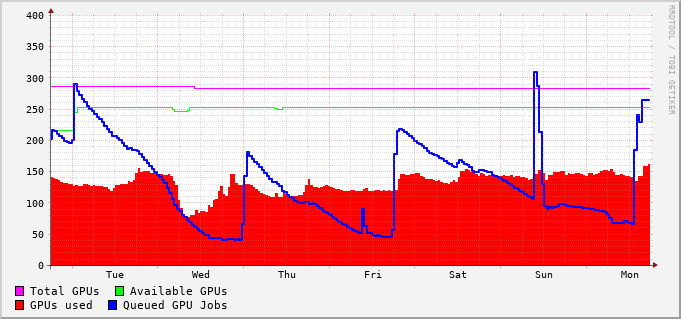 400
350
300
250
200
150
100
50
0
Tue Wed Thu Fri Sat Sun Mon
Total GPUs Available GPUs
GPUs used Queued GPU Jobs
RRDTOOL / TOBI OETIKER